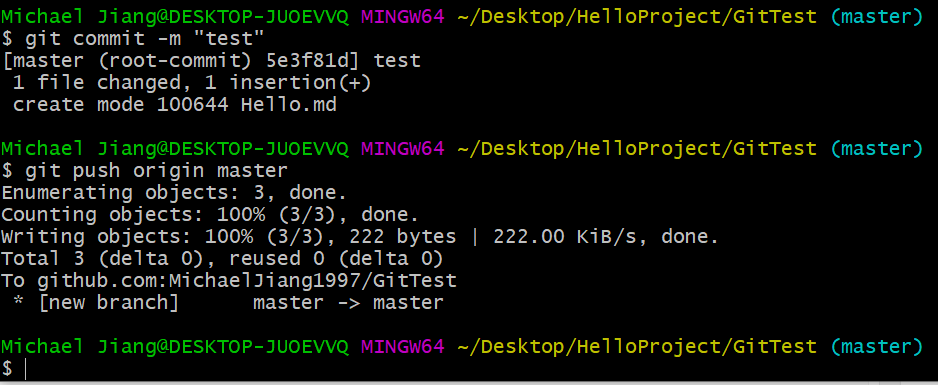 Michael Jiang@DESKTOP-JUOEVVQ MINGW64 ~/Desktop/HelloProject/GitTest (master)
$ git commit -m "test"
[master (root-commit) 5e3f81d] test
 1 file changed, 1 insertion(+)
 create mode 100644 Hello.md

Michael Jiang@DESKTOP-JUOEVVQ MINGW64 ~/Desktop/HelloProject/GitTest (master)
$ git push origin master
Enumerating objects: 3, done.
Counting objects: 100% (3/3), done.
Writing objects: 100% (3/3), 222 bytes | 222.00 KiB/s, done.
Total 3 (delta 0), reused 0 (delta 0)
To github.com:MichaelJiang1997/GitTest
 * [new branch]      master -> master

Michael Jiang@DESKTOP-JUOEVVQ MINGW64 ~/Desktop/HelloProject/GitTest (master)
$